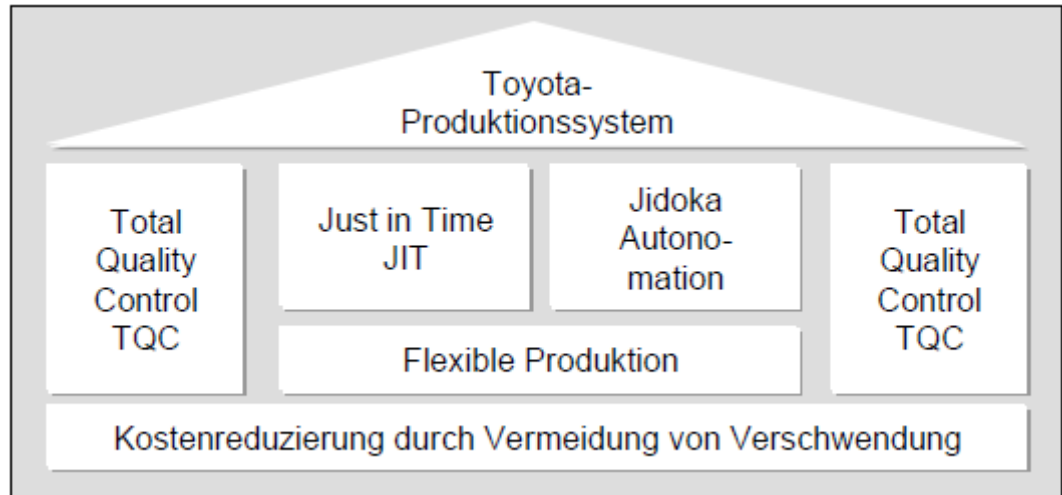 Toyota-
Produktionssystem
Total
Quality
Control
TQC
Just in Time
JIT
Jidoka
Autono-
mation
Total
Quality
Control
TQC
Flexible Produktion
Kostenreduzierung durch Vermeidung von Verschwendung